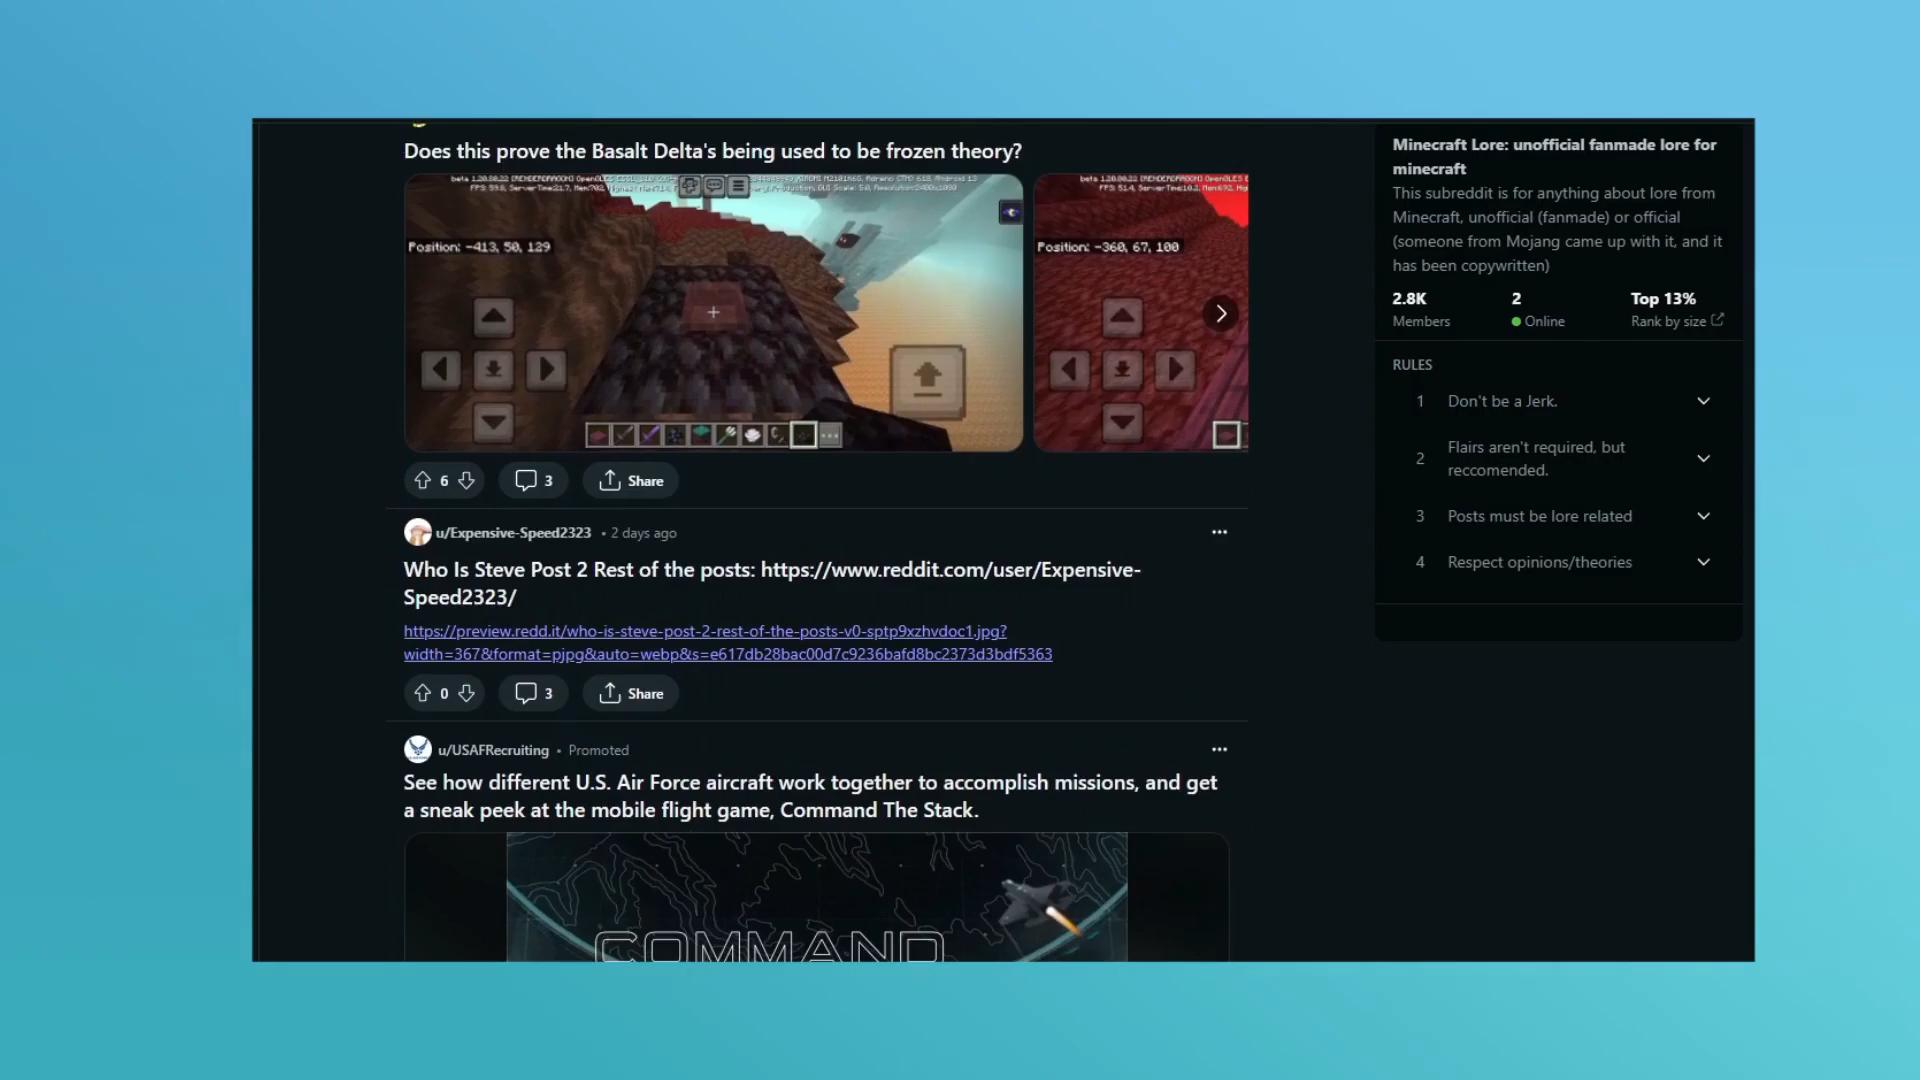 Does this prove the Basalt Delta's being used to be frozen theory?
Position: -413, 50, 129
Position: -360, 67, 100
6
3
Share
u/Expensive-Speed2323 • 2 days ago
Who Is Steve Post 2 Rest of the posts: https://www.reddit.com/user/Expensive-
Speed2323/
https://preview.redd.it/who-is-steve-post-2-rest-of-the-posts-v0-sptp9xzhvdoc1.jpg?
width=367&format=pjpg&auto=webp&s=e617db28bac00d7c9236bafd8bc2373d3bdf5363
0
3
Share
u/USAFRecruiting • Promoted
See how different U.S. Air Force aircraft work together to accomplish missions, and get
a sneak peek at the mobile flight game, Command The Stack.
COMMAND
Minecraft Lore: unofficial fanmade lore for
minecraft
This subreddit is for anything about lore from
Minecraft, unofficial (fanmade) or official
(someone from Mojang came up with it, and it
has been copywritten)
2.8K
Members
2
Online
Top 13%
Rank by size
RULES
1 Don't be a Jerk.
2 Flairs aren't required, but
reccomended.
3 Posts must be lore related
4 Respect opinions/theories